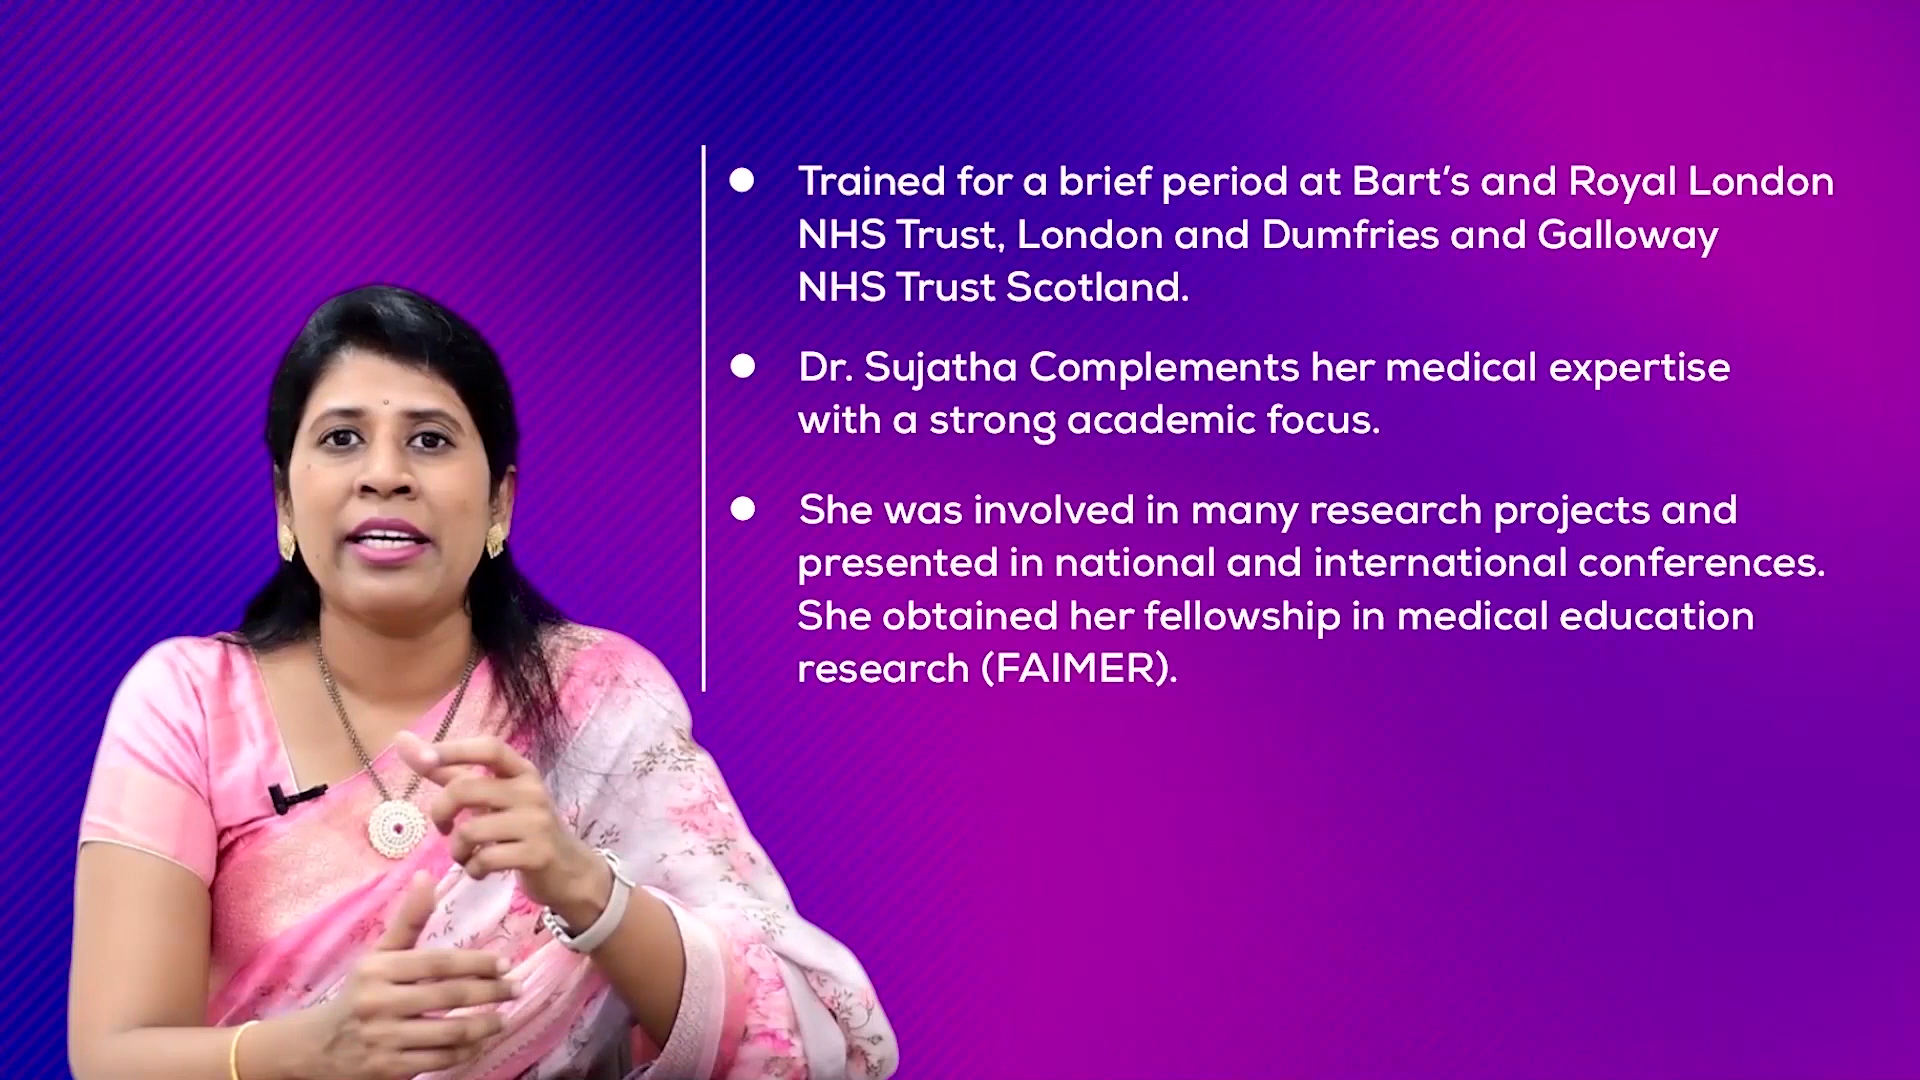 Trained for a brief period at Bart’s and Royal London
NHS Trust, London and Dumfries and Galloway
NHS Trust Scotland.
Dr. Sujatha Complements her medical expertise
with a strong academic focus.
She was involved in many research projects and
presented in national and international conferences.
She obtained her fellowship in medical education
research (FAIMER).